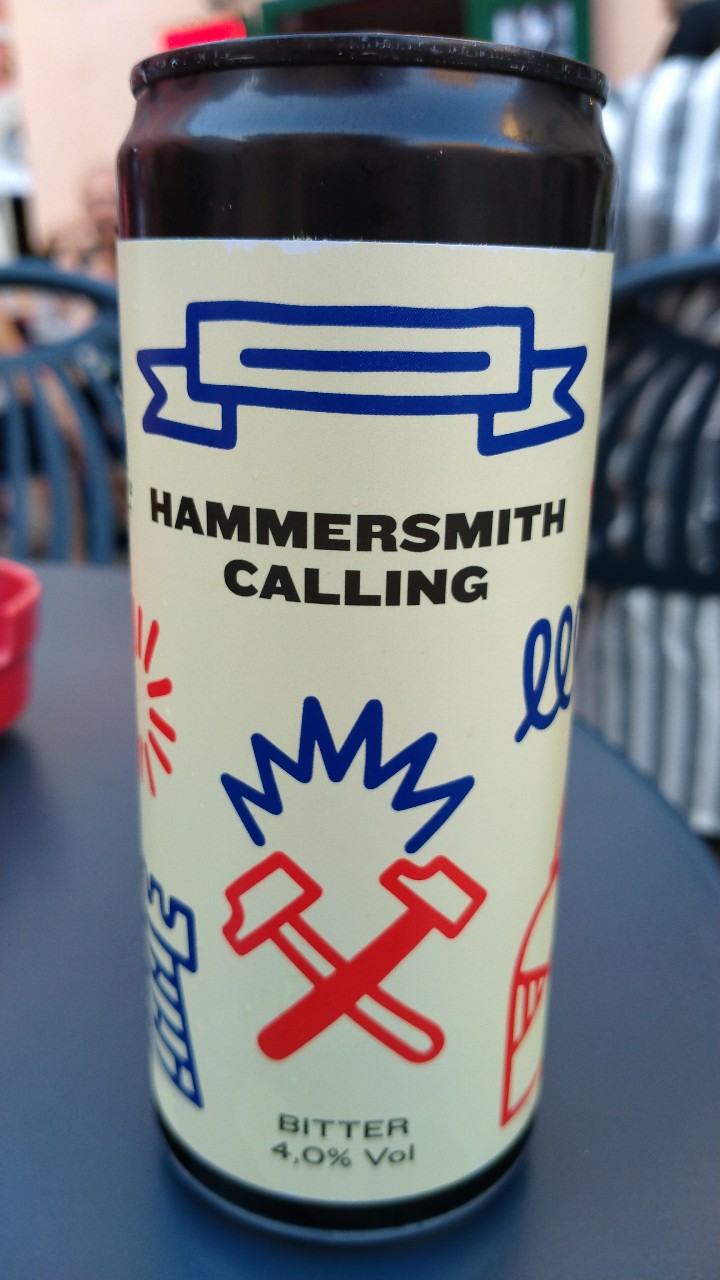 HAMMERSMITH
CALLING
BITTER
4,0% Vol